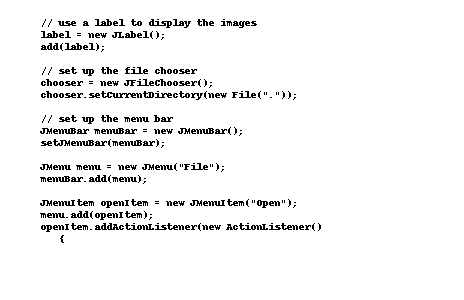 // use a label to display the images
label = new JLabel();
add(label);
// set up the file chooser
chooser = new JFileChooser();
chooser.setCurrentDirectory(new File("."));
// set up the menu bar
JMenuBar menuBar = new JMenuBar();
setJMenuBar(menuBar);
JMenu menu = new JMenu("File");
menuBar.add(menu);
JMenuItem openItem = new JMenuItem("Open");
menu.add(openItem);
openItem.addActionListener(new ActionListener()
{